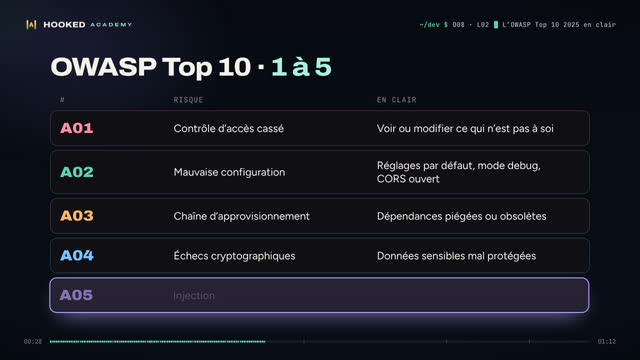 HOOKED ACADEMY
~/dev $ D08 · L02 L'OWASP Top 10 2025 en clair
OWASP Top 10 · 1 à 5
# RISQUE EN CLAIR
A01 Contrôle d'accès cassé Voir ou modifier ce qui n'est pas à soi
A02 Mauvaise configuration Réglages par défaut, mode debug,
CORS ouvert
A03 Chaîne d'approvisionnement Dépendances piégées ou obsolètes
A04 Échecs cryptographiques Données sensibles mal protégées
A05 Injection
00:28 01:12